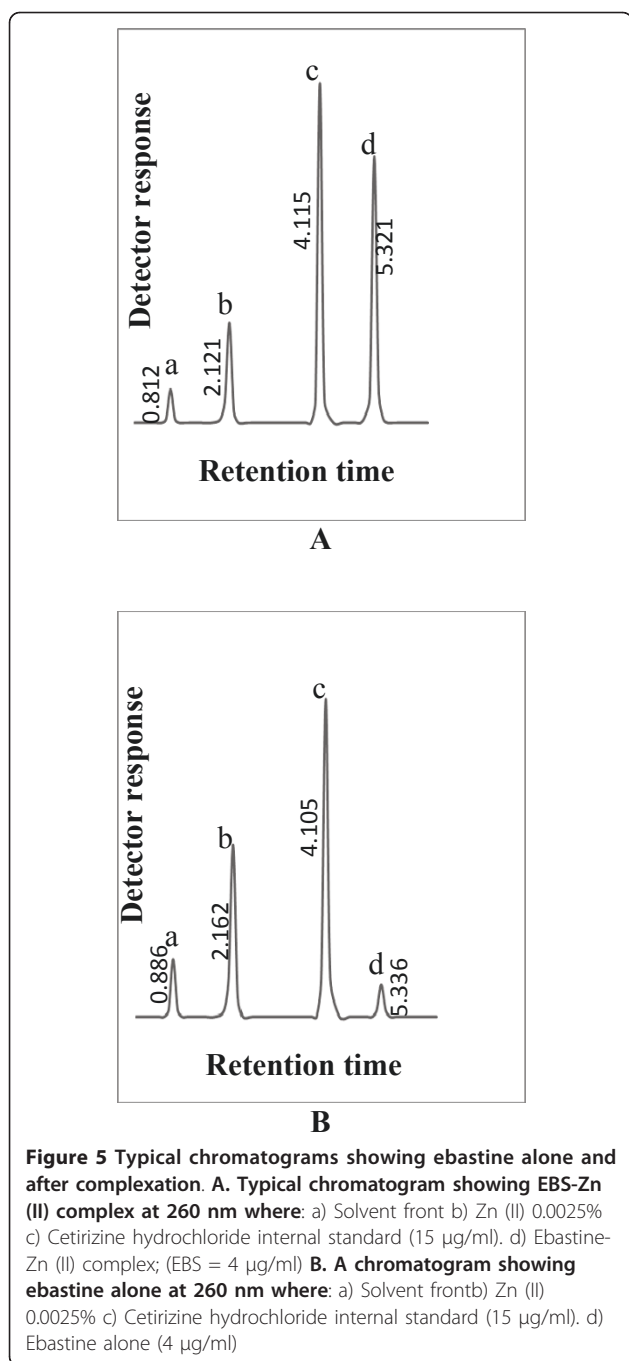 Detector response
c
d
4.115
5.321
b
2.121
a
0.812
Retention time
A
Detector response
c
4.105
b
2.162
a
0.886
d
5.336
Retention time
B
Figure 5 Typical chromatograms showing ebastine alone and
after complexation. A. Typical chromatogram showing EBS-Zn
(II) complex at 260 nm where: a) Solvent front b) Zn (II) 0.0025%
c) Cetirizine hydrochloride internal standard (15 μg/ml). d) Ebastine-
Zn (II) complex; (EBS = 4 μg/ml) B. A chromatogram showing
ebastine alone at 260 nm where: a) Solvent frontb) Zn (II)
0.0025% c) Cetirizine hydrochloride internal standard (15 μg/ml). d)
Ebastine alone (4 μg/ml)